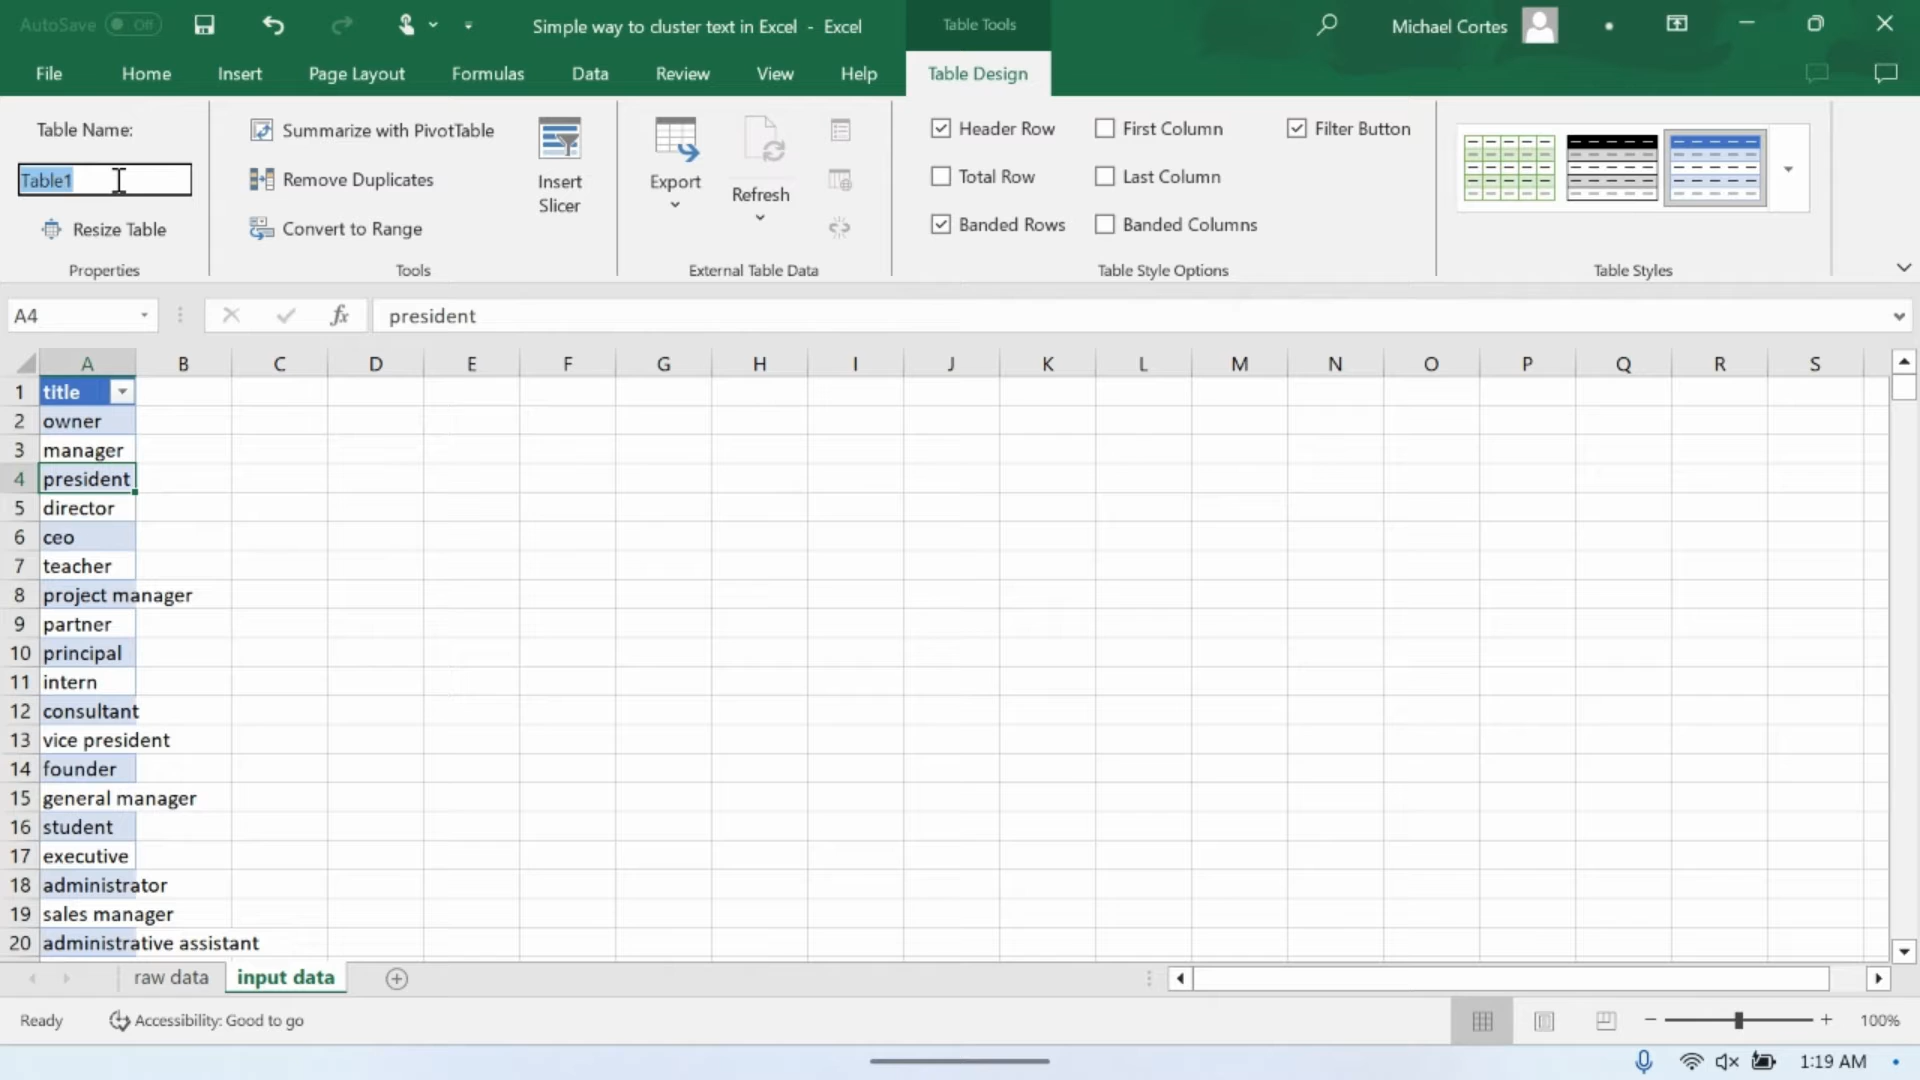 AutoSave Off
Simple way to cluster text in Excel - Excel
Table Tools
Michael Cortes
File Home Insert Page Layout Formulas Data Review View Help Table Design
Table Name:
Table1
Resize Table
Properties
Summarize with PivotTable
Remove Duplicates
Convert to Range
Tools
Insert
Slicer
Export
Refresh
External Table Data
Header Row First Column Filter Button
Total Row Last Column
Banded Rows Banded Columns
Table Style Options
Table Styles
A4 fx president
A B C D E F G H I J K L M N O P Q R S
1 title
2 owner
3 manager
4 president
5 director
6 ceo
7 teacher
8 project manager
9 partner
10 principal
11 intern
12 consultant
13 vice president
14 founder
15 general manager
16 student
17 executive
18 administrator
19 sales manager
20 administrative assistant
raw data input data
Ready Accessibility: Good to go 100%
1:19 AM